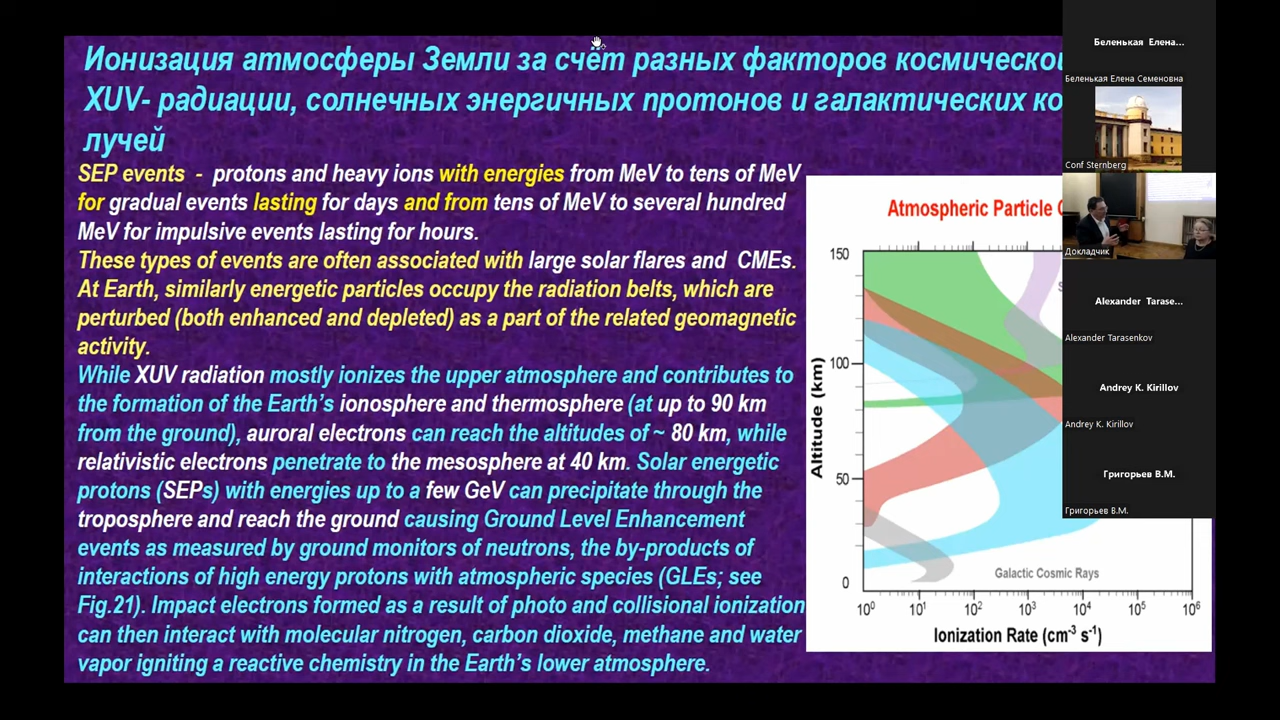 Ионизация атмосферы Земли за счёт разных факторов космической
XUV- радиации, солнечных энергичных протонов и галактических ко
лучей
SEP events - protons and heavy ions with energies from MeV to tens of MeV
for gradual events lasting for days and from tens of MeV to several hundred
MeV for impulsive events lasting for hours.
These types of events are often associated with large solar flares and CMEs.
At Earth, similarly energetic particles occupy the radiation belts, which are
perturbed (both enhanced and depleted) as a part of the related geomagnetic
activity.
While XUV radiation mostly ionizes the upper atmosphere and contributes to
the formation of the Earth's ionosphere and thermosphere (at up to 90 km
from the ground), auroral electrons can reach the altitudes of ~ 80 km, while
relativistic electrons penetrate to the mesosphere at 40 km. Solar energetic
protons (SEPs) with energies up to a few GeV can precipitate through the
troposphere and reach the ground causing Ground Level Enhancement
events as measured by ground monitors of neutrons, the by-products of
interactions of high energy protons with atmospheric species (GLEs; see
Fig.21). Impact electrons formed as a result of photo and collisional ionization
can then interact with molecular nitrogen, carbon dioxide, methane and water
vapor igniting a reactive chemistry in the Earth's lower atmosphere.
Atmospheric Particle
150
100
50
0
Altitude (km)
Galactic Cosmic Rays
10⁰ 10¹ 10² 10³ 10⁴ 10⁵ 10⁶
Ionization Rate (cm⁻³ s⁻¹)
Беленькая Елена...
Беленькая Елена Семеновна
Conf Sternberg
Докладчик
Alexander Tarase...
Alexander Tarasenkov
Andrey K. Kirillov
Andrey K. Kirillov
Григорьев В.М.
Григорьев В.М.